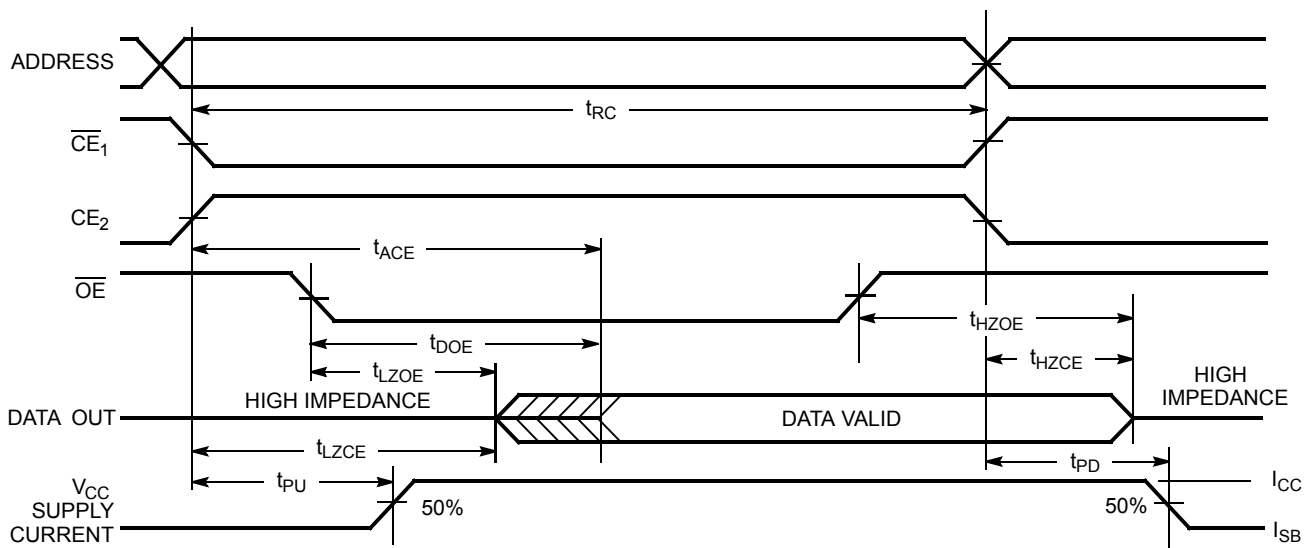 ADDRESS
tRC
CE1
CE2
tACE
OE
tHZOE
tDOE
tHZCE
tLZOE
HIGH IMPEDANCE
HIGH
IMPEDANCE
DATA OUT
DATA VALID
tLZCE
tPD
tPU
VCC
SUPPLY
CURRENT
50%
50%
ICC
ISB